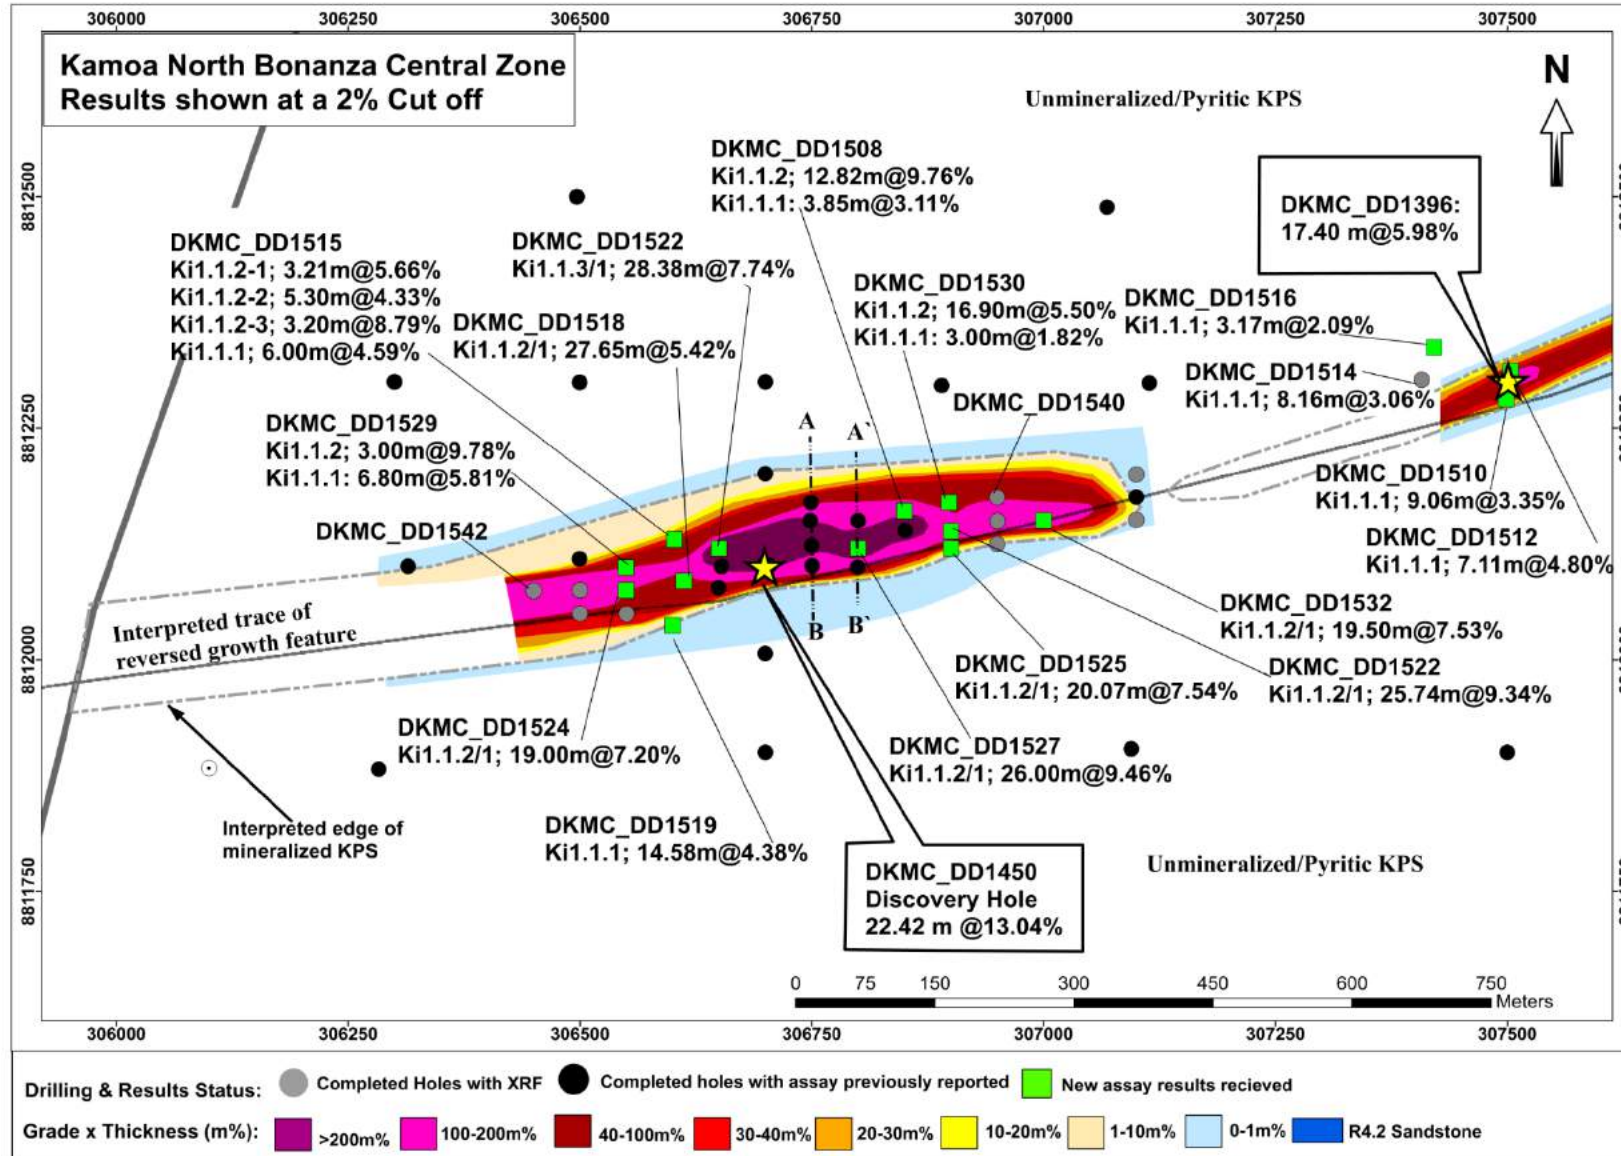 306000 306250 306500 306750 307000 307250 307500
Kamoa North Bonanza Central Zone
Results shown at a 2% Cut off
N
Unmineralized/Pyritic KPS
8812500
8812250
8812000
8811750
DKMC_DD1508
Ki1.1.2; 12.82m@9.76%
Ki1.1.1: 3.85m@3.11%
DKMC_DD1396:
17.40 m@5.98%
DKMC_DD1515
Ki1.1.2-1; 3.21m@5.66%
Ki1.1.2-2; 5.30m@4.33%
Ki1.1.2-3; 3.20m@8.79%
Ki1.1.1; 6.00m@4.59%
DKMC_DD1522
Ki1.1.3/1; 28.38m@7.74%
DKMC_DD1518
Ki1.1.2/1; 27.65m@5.42%
DKMC_DD1530
Ki1.1.2; 16.90m@5.50%
Ki1.1.1: 3.00m@1.82%
DKMC_DD1516
Ki1.1.1; 3.17m@2.09%
DKMC_DD1514
Ki1.1.1; 8.16m@3.06%
DKMC_DD1540
DKMC_DD1529
Ki1.1.2; 3.00m@9.78%
Ki1.1.1: 6.80m@5.81%
A
A`
DKMC_DD1510
Ki1.1.1; 9.06m@3.35%
DKMC_DD1542
DKMC_DD1512
Ki1.1.1; 7.11m@4.80%
Interpreted trace of
reversed growth feature
B
B`
DKMC_DD1532
Ki1.1.2/1; 19.50m@7.53%
DKMC_DD1525
Ki1.1.2/1; 20.07m@7.54%
DKMC_DD1522
Ki1.1.2/1; 25.74m@9.34%
DKMC_DD1524
Ki1.1.2/1; 19.00m@7.20%
DKMC_DD1527
Ki1.1.2/1; 26.00m@9.46%
Interpreted edge of
mineralized KPS
DKMC_DD1519
Ki1.1.1; 14.58m@4.38%
DKMC_DD1450
Discovery Hole
22.42 m @13.04%
Unmineralized/Pyritic KPS
0 75 150 300 450 600 750
Meters
306000 306250 306500 306750 307000 307250 307500
Drilling & Results Status: Completed Holes with XRF Completed holes with assay previously reported New assay results recieved
Grade x Thickness (m%): >200m% 100-200m% 40-100m% 30-40m% 20-30m% 10-20m% 1-10m% 0-1m% R4.2 Sandstone